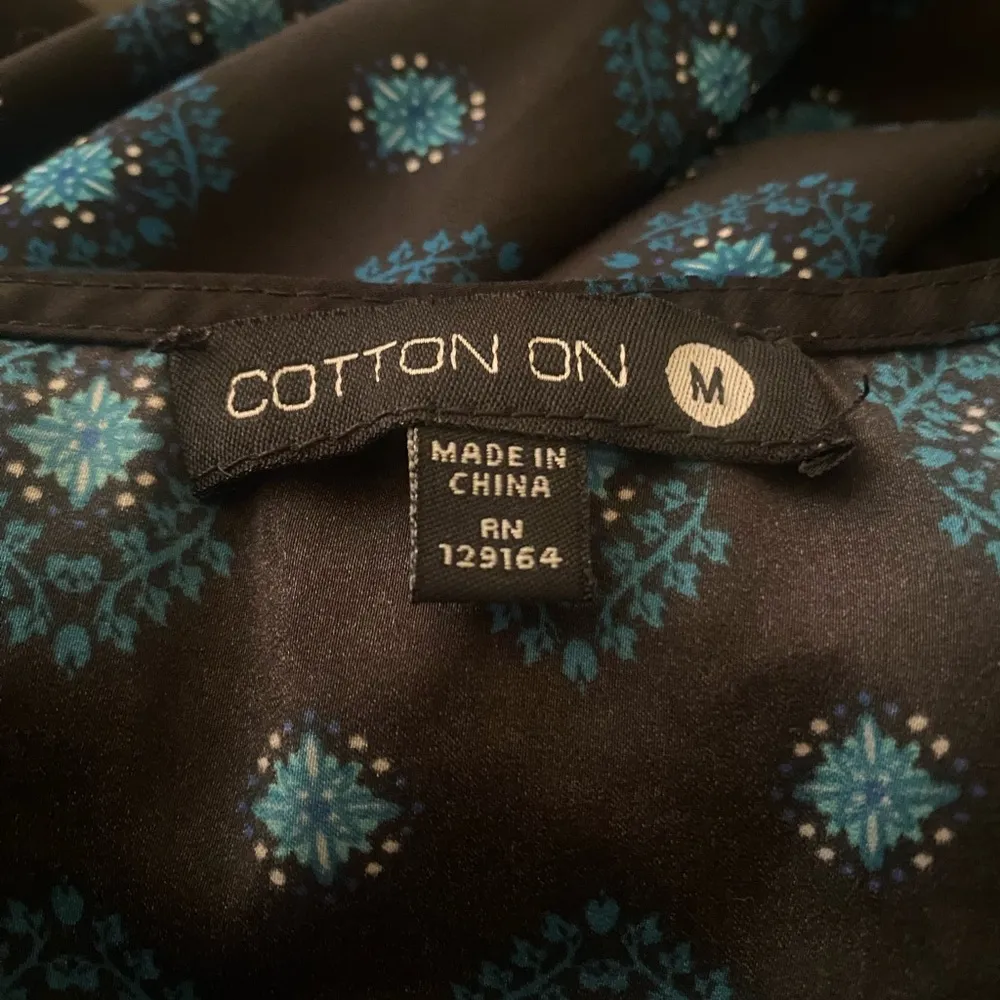 COTTON ON M
MADE IN
CHINA
RN
129164